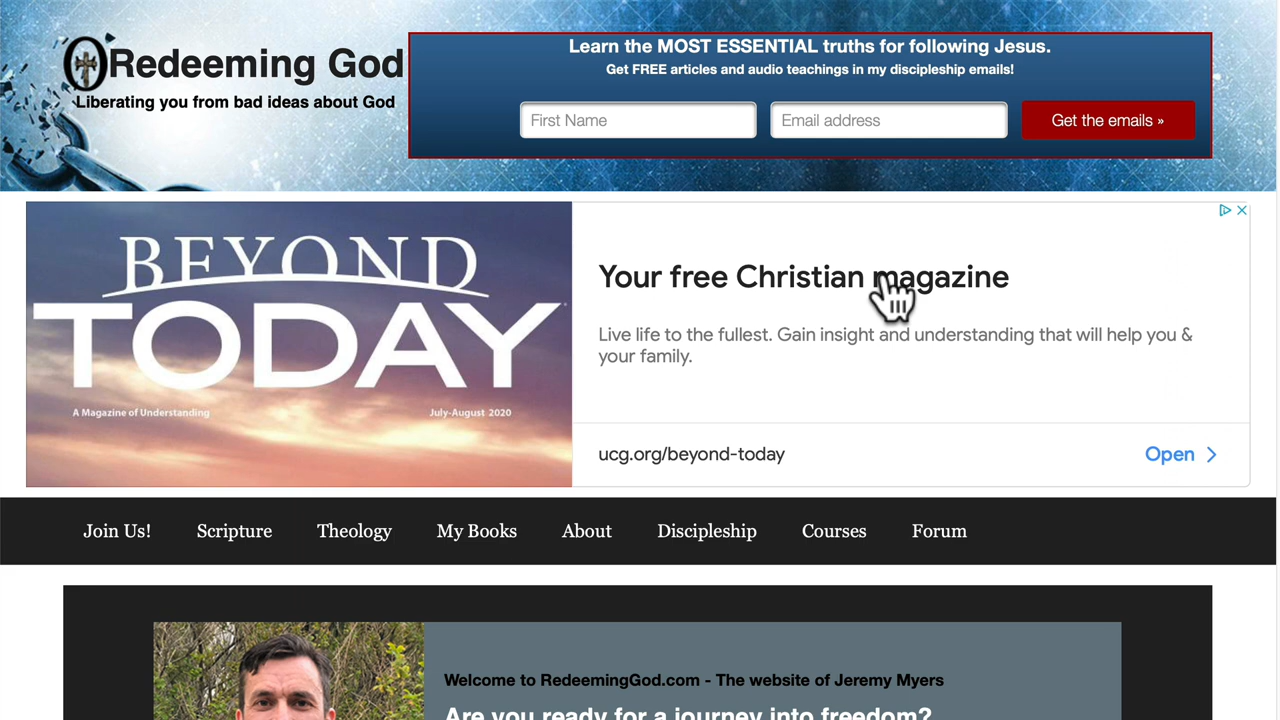 Redeeming God
Liberating you from bad ideas about God
Learn the MOST ESSENTIAL truths for following Jesus.
Get FREE articles and audio teachings in my discipleship emails!
First Name
Email address
Get the emails »
BEYOND
TODAY
A Magazine of Understanding
July-August 2020
Your free Christian magazine
Live life to the fullest. Gain insight and understanding that will help you &
your family.
ucg.org/beyond-today
Open
Join Us!
Scripture
Theology
My Books
About
Discipleship
Courses
Forum
Welcome to RedeemingGod.com - The website of Jeremy Myers
Are you ready for a journey into freedom?